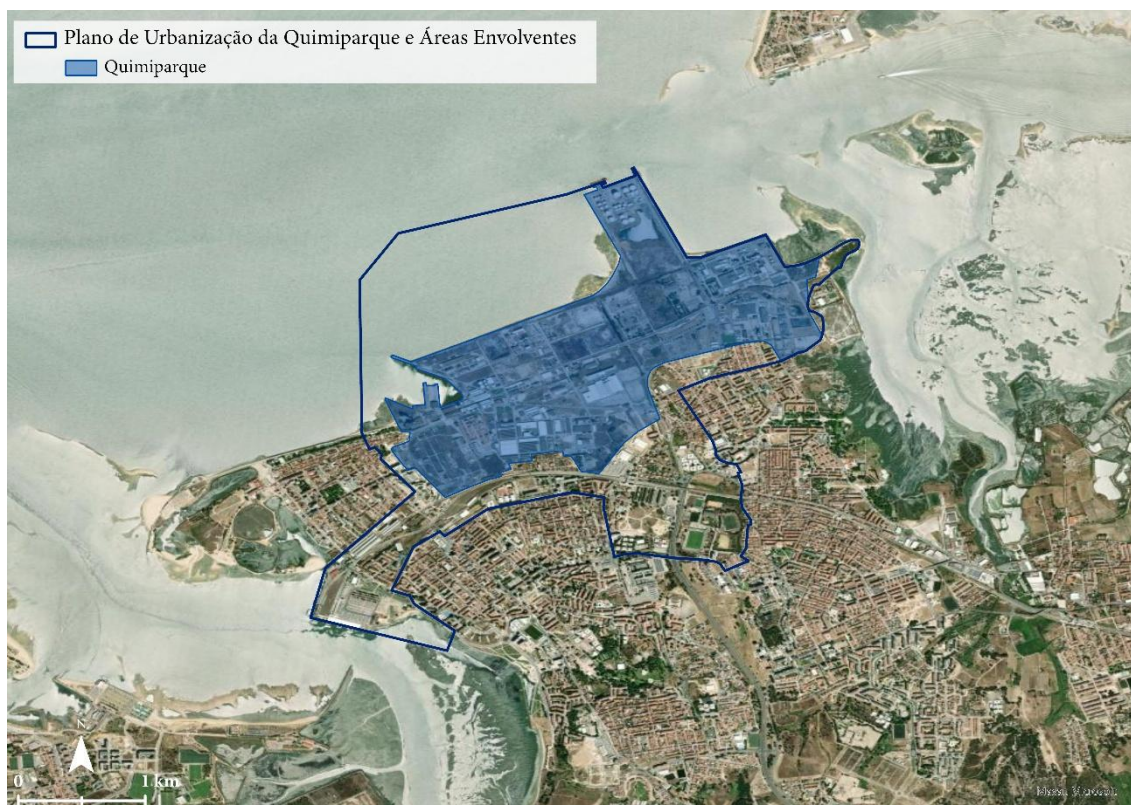 Plano de Urbanização da Quimiparque e Áreas Envolventes
Quimiparque
N
0 1 km